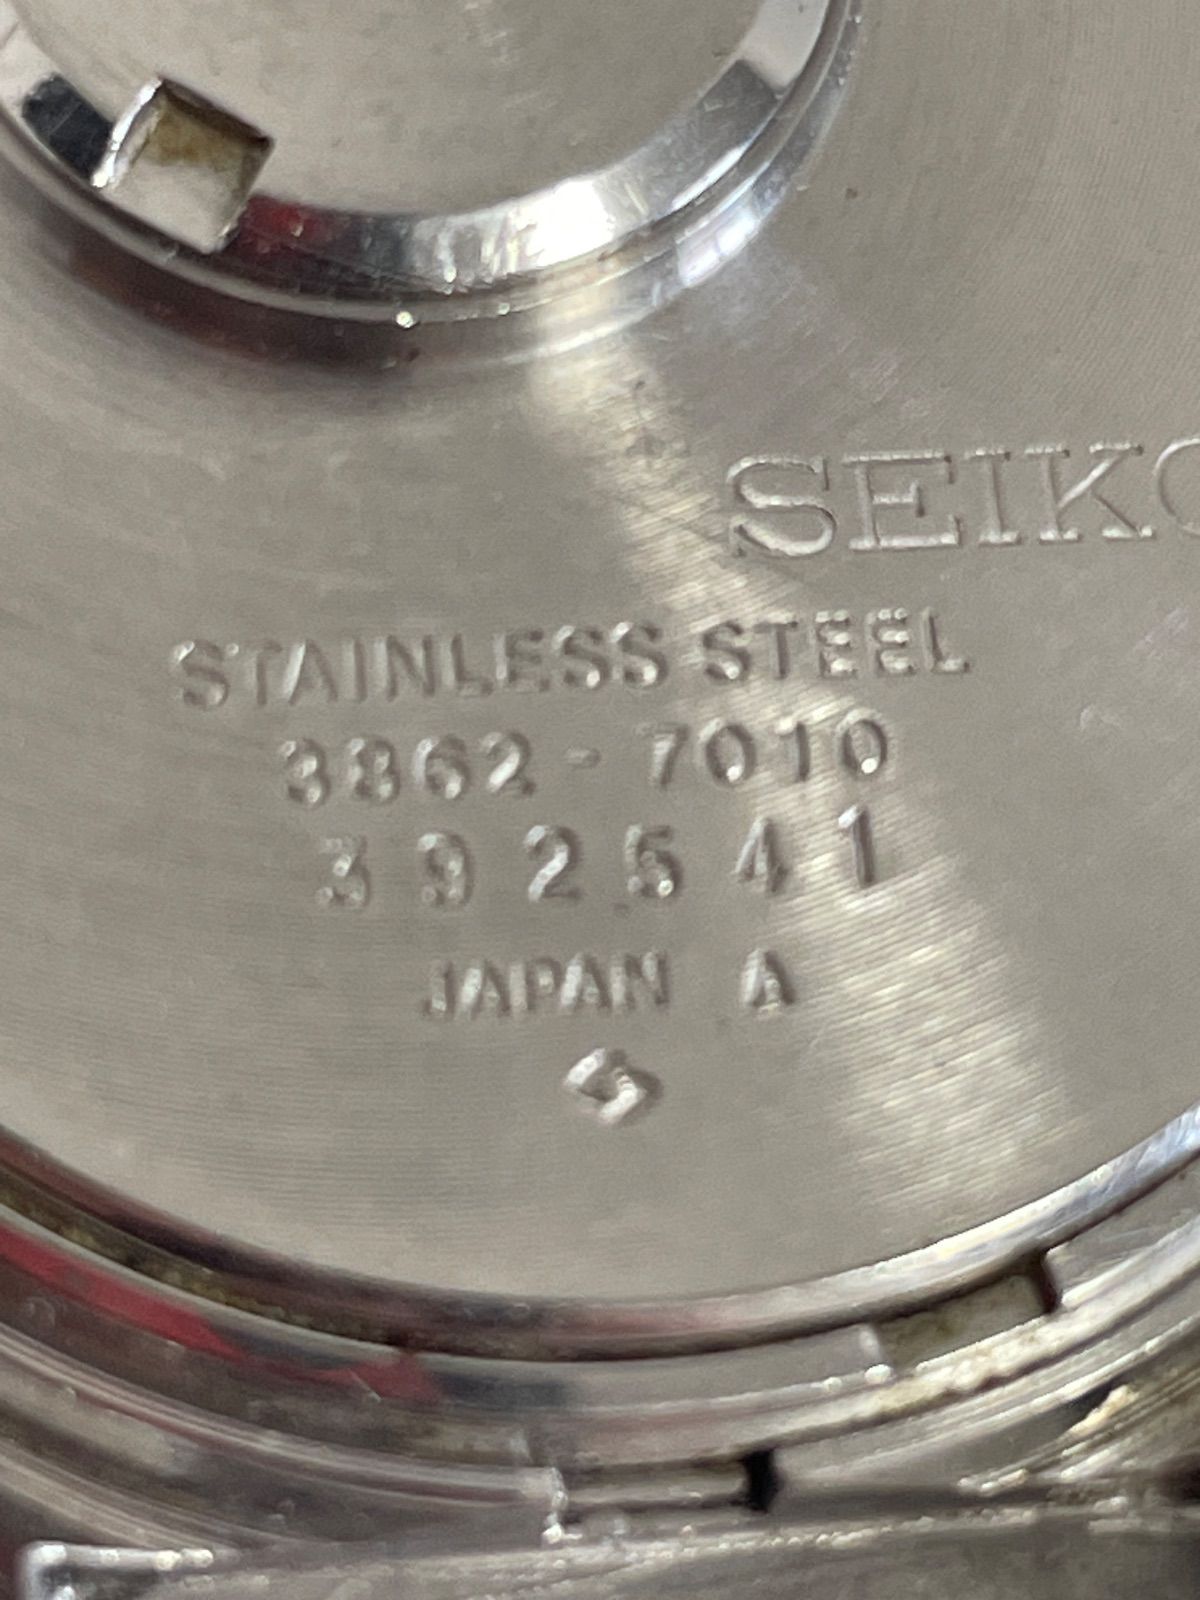 SEIKO
STAINLESS STEEL
3862-7010
392541
JAPAN A